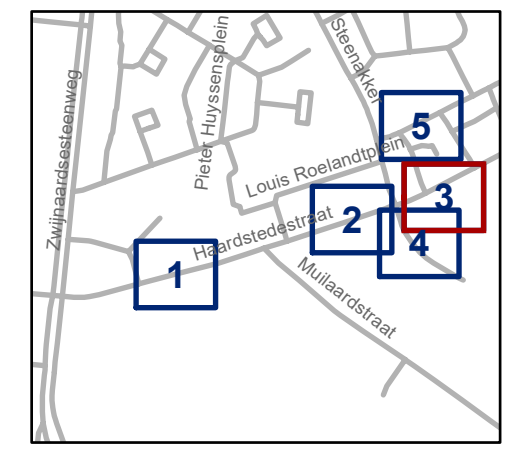 Zwijnaardsesteenweg
Pieter Huyssensplein
Steenakker
Louis Roelandtplein
Haardstedestraat
Muilaardstraat
5
3
2
4
1